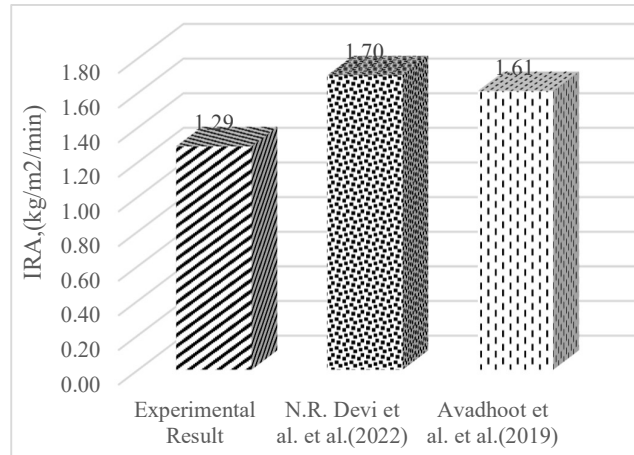 1.80
1.60
1.40
1.20
1.00
0.80
0.60
0.40
0.20
0.00
IRA,(kg/m2/min)
1.29
1.70
1.61
Experimental
Result
N.R. Devi et
al. et al.(2022)
Avadhoot et
al. et al.(2019)